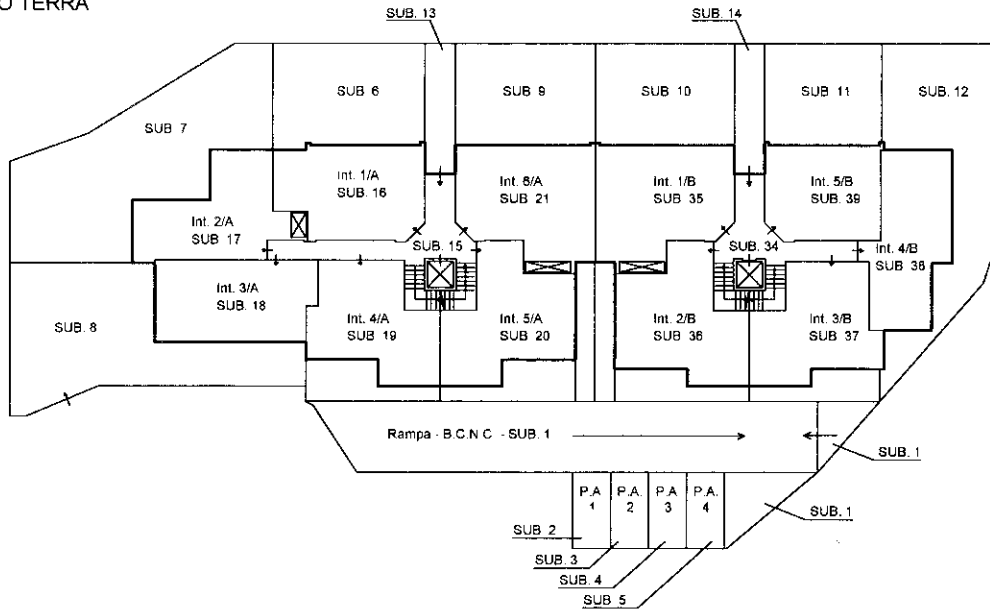 O TERRA
SUB. 13
SUB. 14
SUB 6
SUB 9
SUB 10
SUB. 11
SUB. 12
SUB 7
Int. 1/A
SUB. 16
Int. 6/A
SUB. 21
Int. 1/B
SUB. 35
Int. 5/B
SUB. 39
Int. 2/A
SUB 17
SUB. 15
SUB. 34
Int. 4/B
SUB 38
Int. 3/A
SUB. 18
SUB. 8
Int. 4/A
SUB 19
Int. 5/A
SUB 20
Int. 2/B
SUB 36
Int. 3/B
SUB. 37
Rampa - B.C.N C - SUB. 1
SUB. 1
P.A
1
P.A.
2
P.A
3
P.A.
4
SUB. 1
SUB 2
SUB. 3
SUB. 4
SUB 5